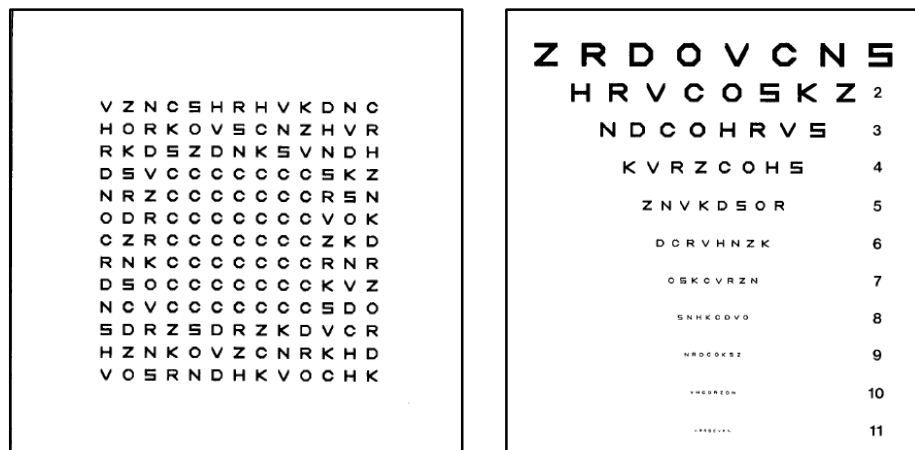 V Z N C S H R H V K D N C
H O R K O V S C N Z H V R
R K D S Z D N K S V N D H
D S V C C C C C C C S K Z
N R Z C C C C C C C R S N
O D R C C C C C C C V O K
C Z R C C C C C C C Z K D
R N K C C C C C C C R N R
D S O C C C C C C C K V Z
N C V C C C C C C C S D O
S D R Z S D R Z K D V C R
H Z N K O V Z C N R K H D
V O S R N D H K V O C H K
Z R D O V C N S
H R V C O S K Z 2
N D C O H R V S 3
K V R Z C O H S 4
Z N V K D S O R 5
D C R V H N Z K 6
O S K C V R Z N 7
S N H K C D V O 8
N R D C O K S Z 9
10
11